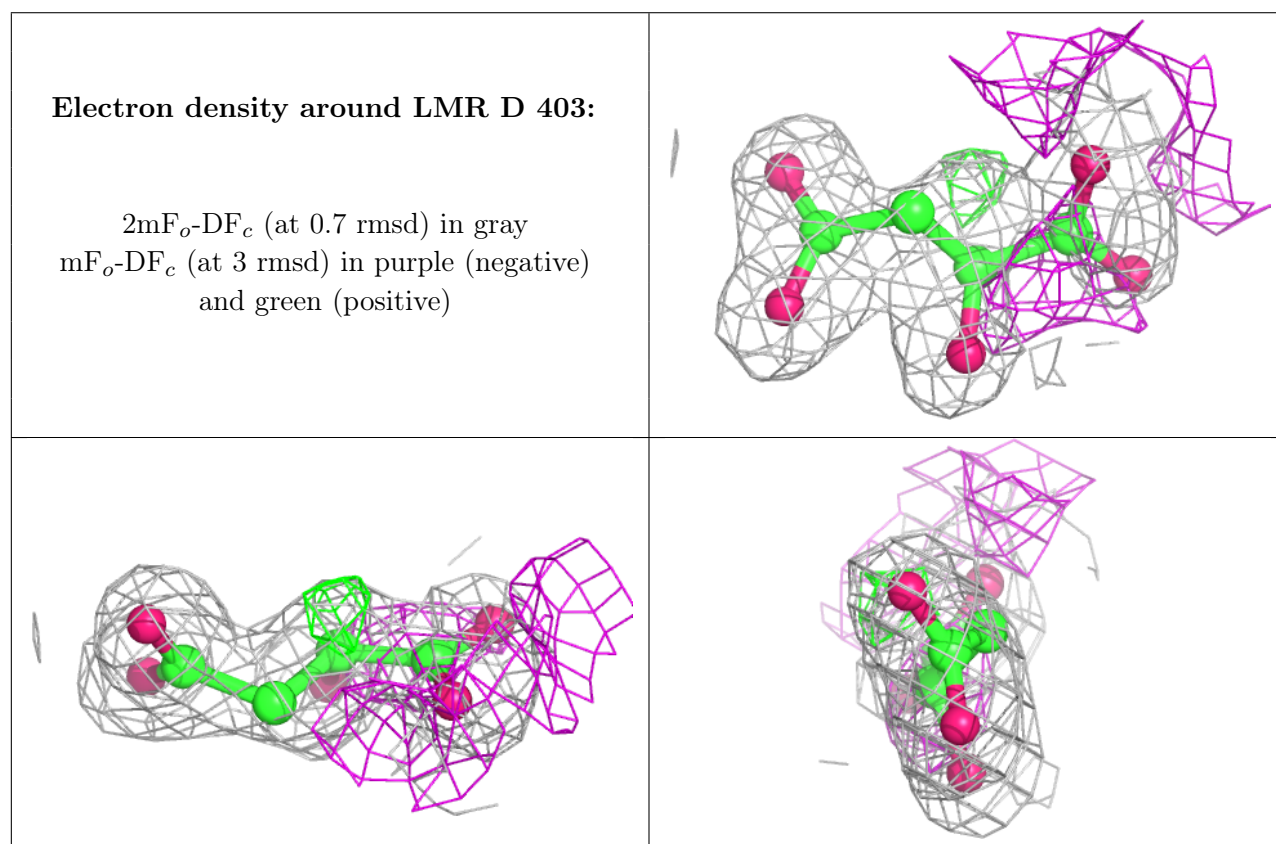 Electron density around LMR D 403:
2mFo-DFc (at 0.7 rmsd) in gray
mFo-DFc (at 3 rmsd) in purple (negative)
and green (positive)